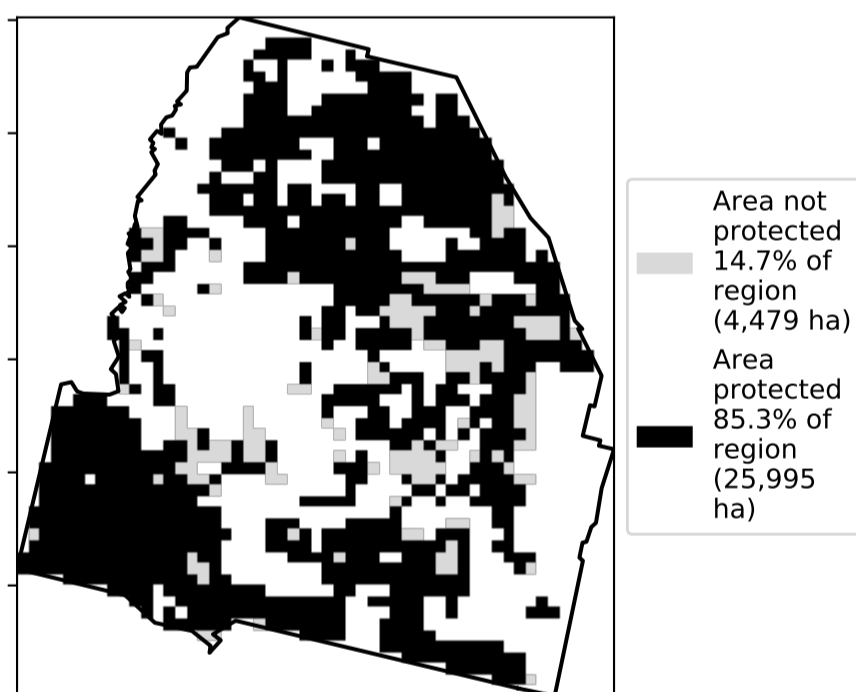 Area not
protected
14.7% of
region
(4,479 ha)
Area
protected
85.3% of
region
(25,995
ha)